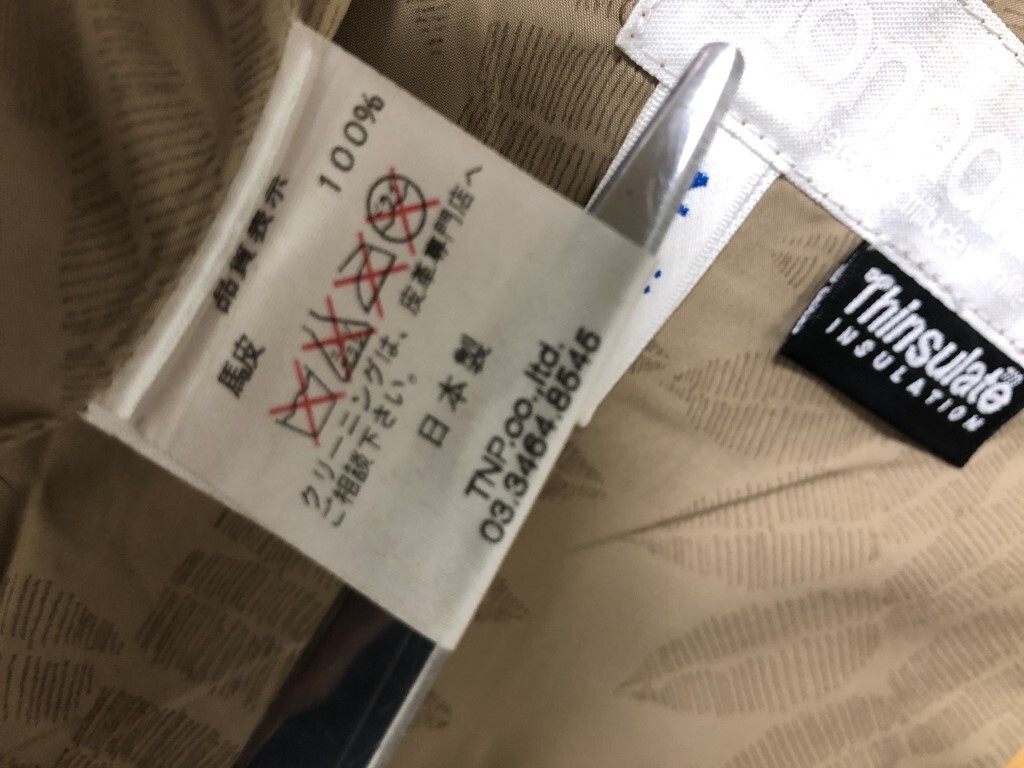 品質表示
馬皮 100%
クリーニングは、皮革専門店へ
ご相談下さい。
日本製
TNP.co.,ltd.
03.3464.8545
Thinsulate
INSULATION